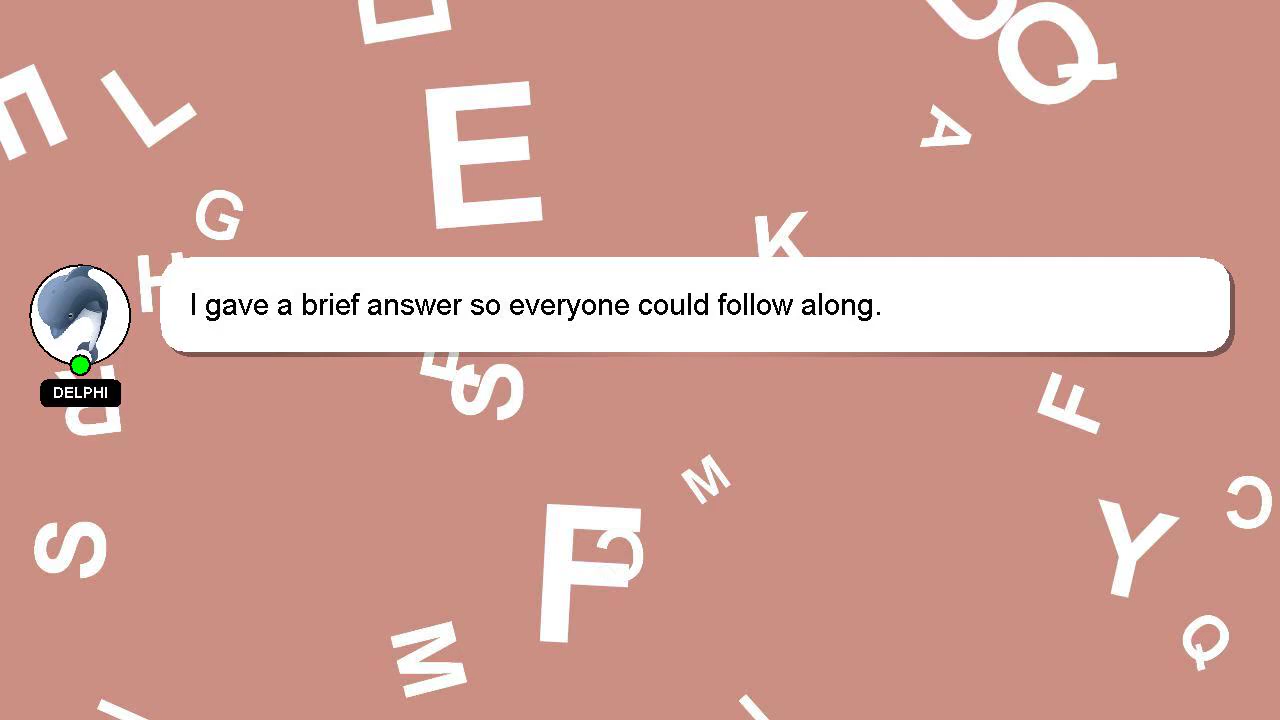 I gave a brief answer so everyone could follow along.
DELPHI
E
L
E
Q
A
G
K
H
F
S
R
F
M
C
Y
S
F
C
Q
M